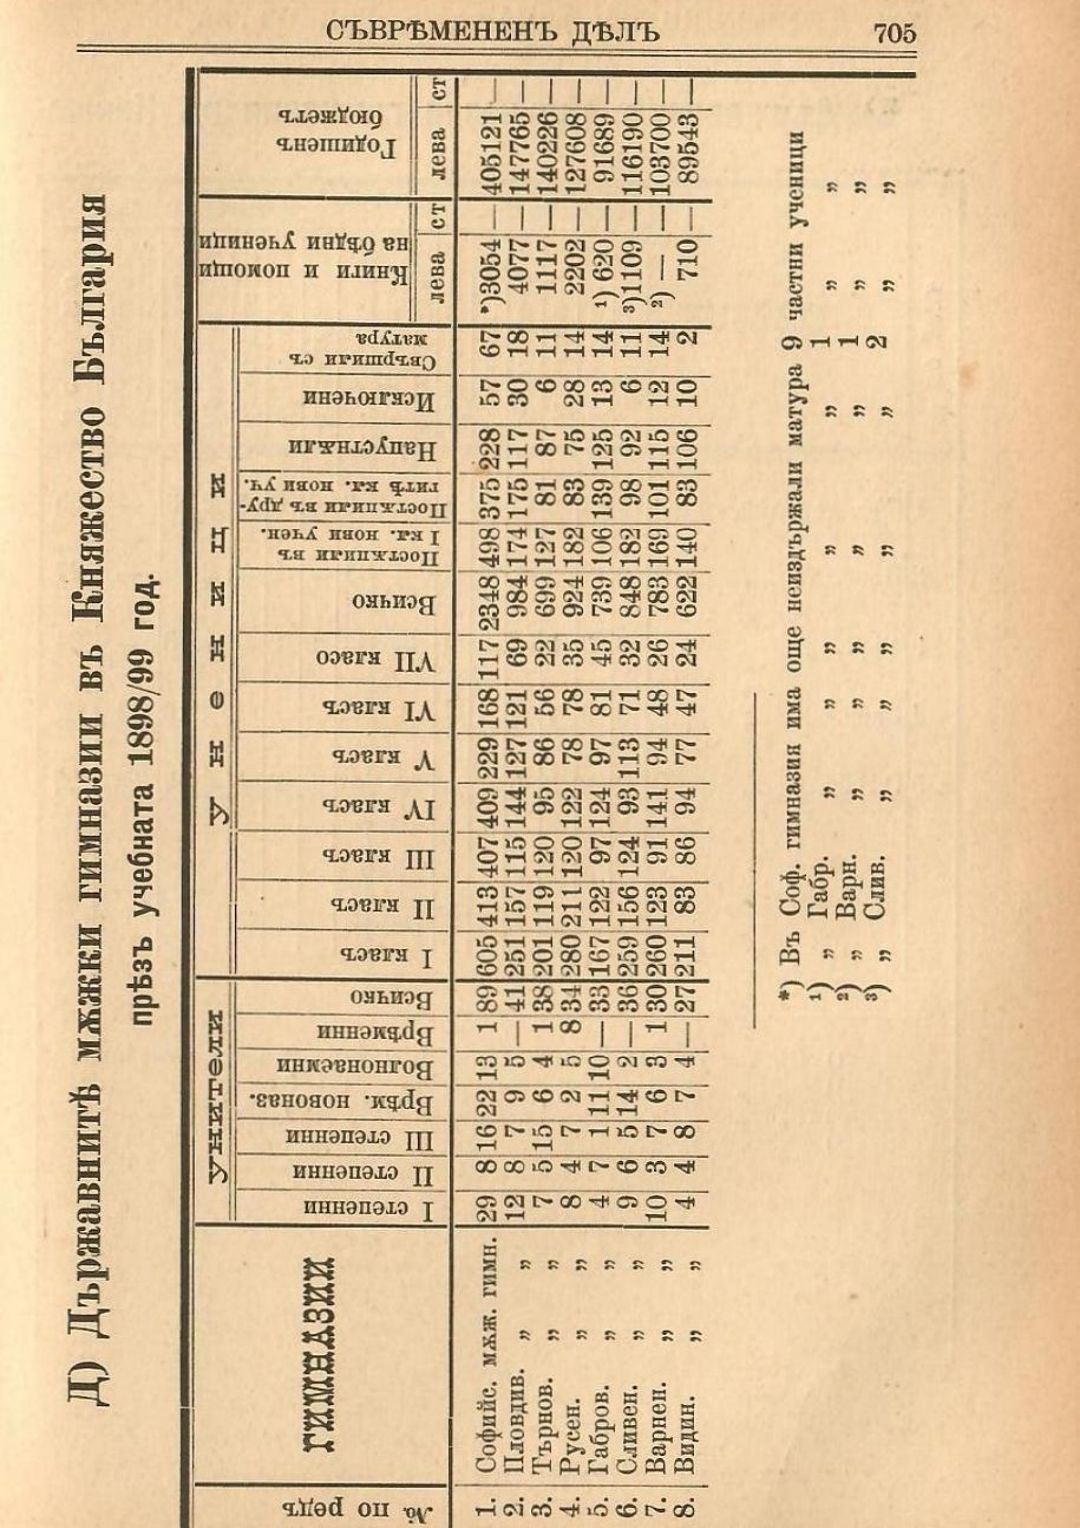 СЪВРѢМЕНЕНЪ ДѢЛЪ 705
Д) Държавнитѣ мѫжки гимназии въ Княжество България
прѣзъ учебната 1898/99 год.
№ по редъ
ГИМНАЗИИ
учители
I степенни
II степенни
III степенни
Врѣм. новоназ.
Волнонаемни
Врѣменни
Всичко
ученици
I класъ
II класъ
III класъ
IV класъ
V класъ
VI класъ
VII класо
Всичко
Постѫпили въ
I кл. нови учен.
Постѫпили въ дру-
гитѣ кл. нови уч.
Напустнѫли
Исключени
Свършили съ
матура
Книги и помощи
на бѣдни ученици
лева ст
Годишенъ
бюджетъ
лева ст
1. Софийс. мѫж. гимн. 29 8 16 22 13 1 89 605 413 407 409 229 168 117 2348 498 375 228 57 67 *)3054 — 405121 —
2. Пловдив. „ „ 12 8 7 9 5 — 41 251 157 115 144 127 121 69 984 174 175 117 30 18 4077 — 147765 —
3. Търнов. „ „ 7 5 15 6 4 1 38 201 119 120 95 86 56 22 699 127 81 87 6 11 1117 — 140226 —
4. Русен. „ „ 8 4 7 2 5 8 34 280 211 120 122 78 78 35 924 182 83 75 28 14 2202 — 127608 —
5. Габров. „ „ 4 7 1 11 10 — 33 167 122 97 124 97 81 45 739 106 139 125 13 14 ¹) 620 — 91689 —
6. Сливен. „ „ 9 6 5 14 2 — 36 259 156 124 93 113 71 32 848 182 98 92 6 11 ³)1109 — 116190 —
7. Варнен. „ „ 10 3 7 6 3 1 30 260 123 91 141 94 48 26 783 169 101 115 12 14 ²) — — 103700 —
8. Видин. „ „ 4 4 8 7 4 — 27 211 83 86 94 77 47 24 622 140 83 106 10 2 710 — 89543 —
*) Въ Соф. гимназия има още неиздържали матура 9 частни ученици
¹) „ Габр. „ „ „ „ „ 1 „ „
²) „ Варн. „ „ „ „ „ 1 „ „
³) „ Слив. „ „ „ „ „ 2 „ „